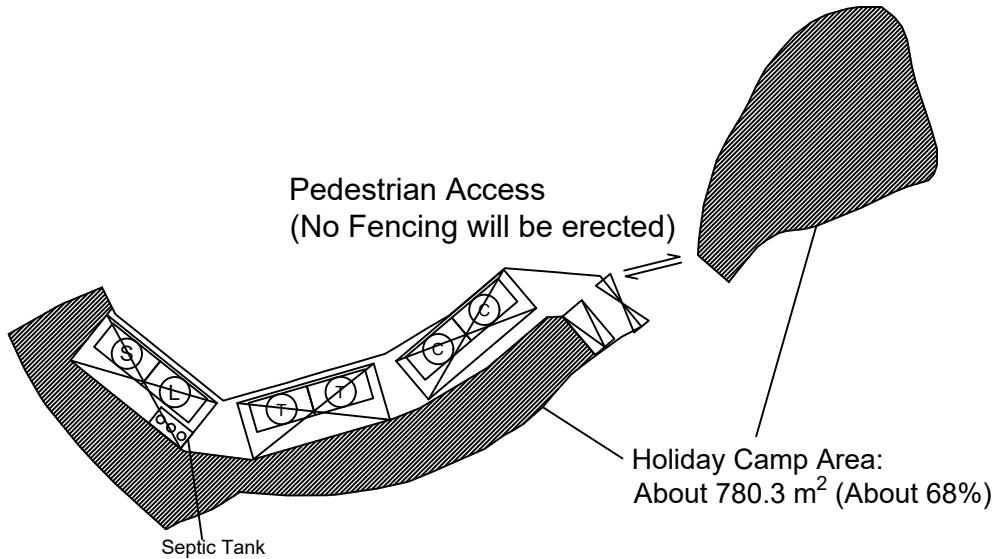 Pedestrian Access
(No Fencing will be erected)
C
C
S
L
T
T
Holiday Camp Area:
About 780.3 m² (About 68%)
Septic Tank